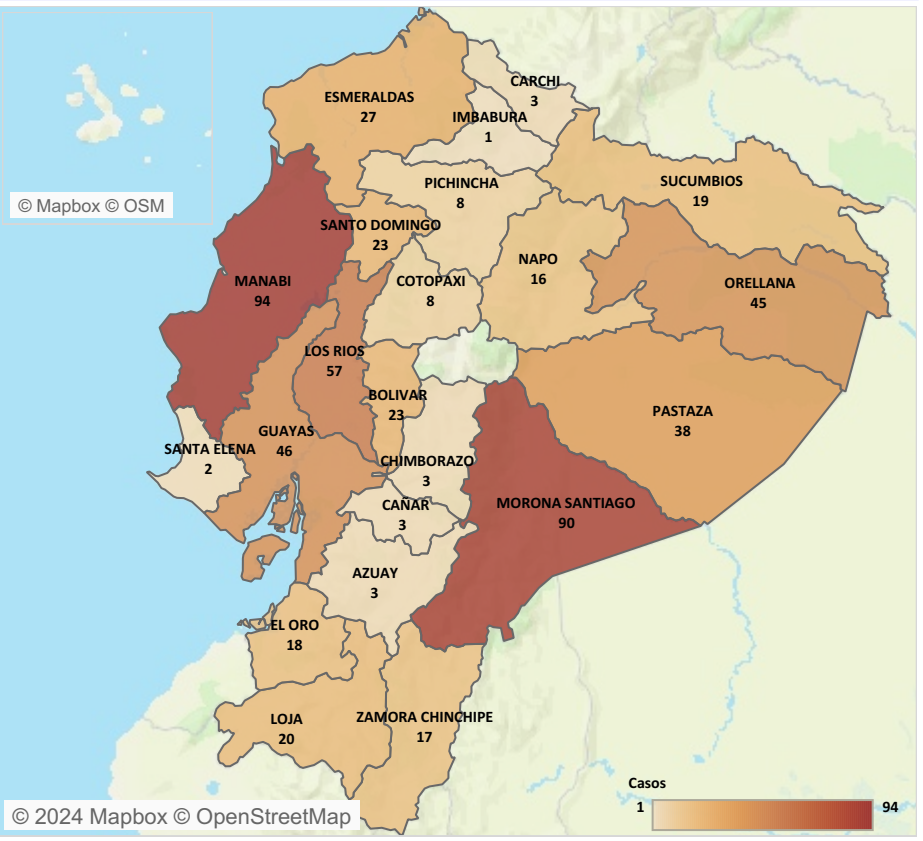 CARCHI
3
ESMERALDAS
27
IMBABURA
1
PICHINCHA
8
SUCUMBIOS
19
© Mapbox © OSM
SANTO DOMINGO
23
NAPO
16
MANABI
94
COTOPAXI
8
ORELLANA
45
LOS RIOS
57
BOLIVAR
23
PASTAZA
38
GUAYAS
46
SANTA ELENA
2
CHIMBORAZO
3
CAÑAR
3
MORONA SANTIAGO
90
AZUAY
3
EL ORO
18
LOJA
20
ZAMORA CHINCHIPE
17
Casos
1 94
© 2024 Mapbox © OpenStreetMap